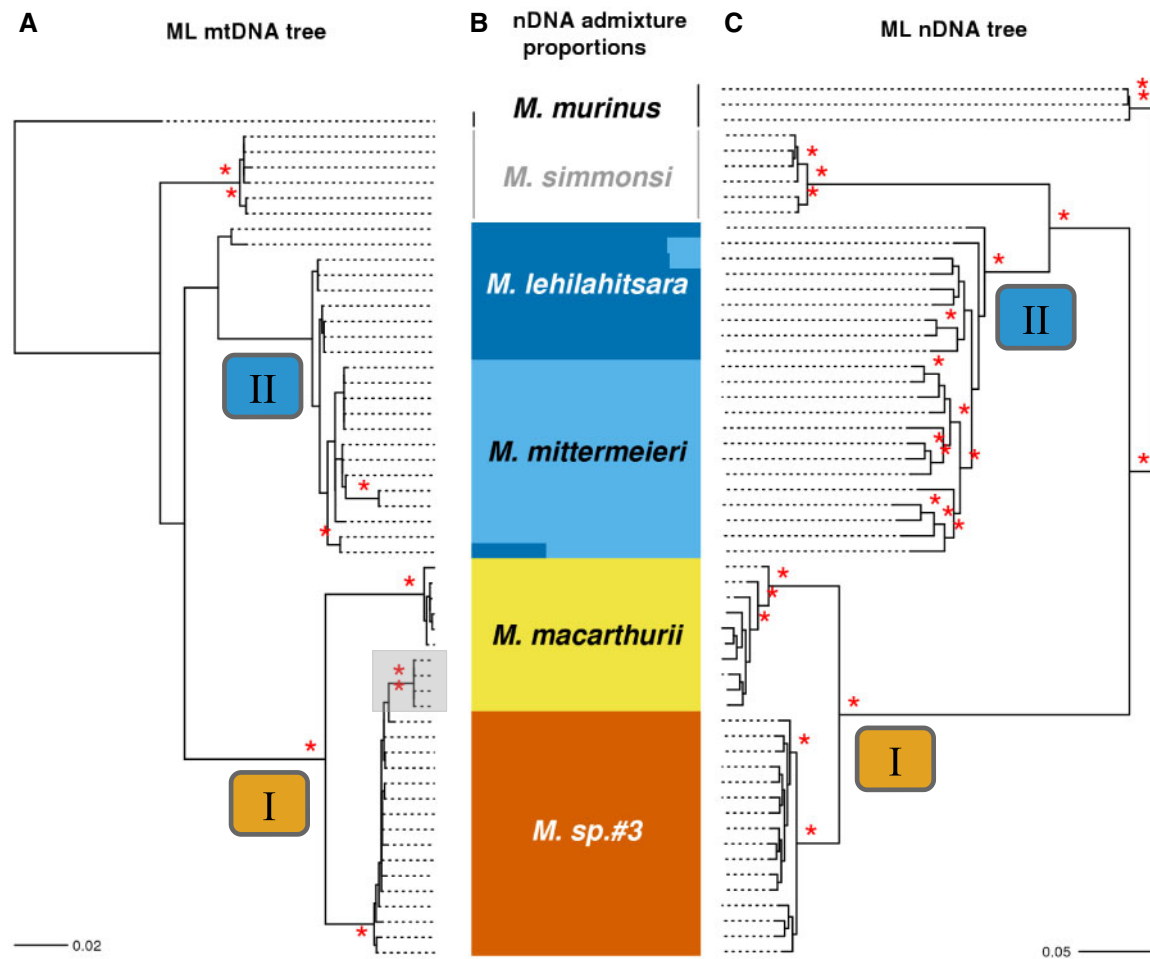 A
ML mtDNA tree
B
nDNA admixture
proportions
C
ML nDNA tree
M. murinus
M. simmonsi
M. lehilahitsara
M. mittermeieri
M. macarthurii
M. sp.#3
II
I
II
I
0.02
0.05